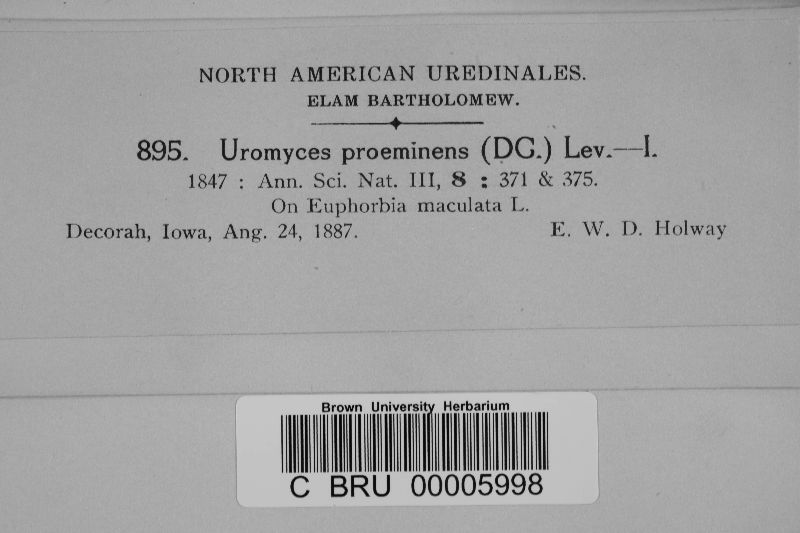 NORTH AMERICAN UREDINALES.
ELAM BARTHOLOMEW.
895. Uromyces proeminens (DC.) Lev.—I.
1847 : Ann. Sci. Nat. III, 8 : 371 & 375.
On Euphorbia maculata L.
Decorah, Iowa, Ang. 24, 1887. E. W. D. Holway
Brown University Herbarium
C BRU 00005998